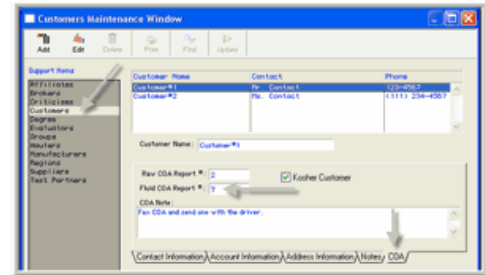 Customers Maintenance Window
Add Edit Delete Print Find Update
Support Items
Affiliates
Brokers
Criticisms
Customers
Degree
Evaluators
Groups
Haulers
Manufacturers
Regions
Suppliers
Test Partners
Customer Name Contact Phone
Customer#1 Mr. Contact 123-4567
Customer#2 Ms. Contact (111) 234-4567
Customer Name: Customer#1
Raw COA Report #: 2
Kosher Customer
Fluid COA Report #: 7
COA Note:
Fax COA and send one with the driver.
Contact Information Account Information Address Information Notes COA